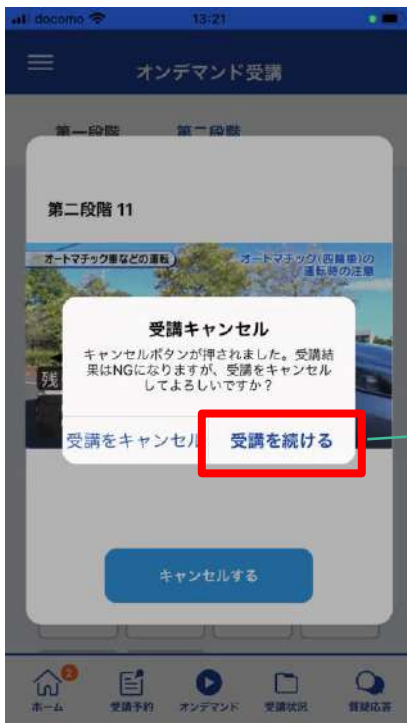 docomo 13:21
オンデマンド受講
第一段階 第二段階
第二段階 11
オートマチック車などの運転
オートマチック(四輪車)の
運転時の注意
残
受講キャンセル
キャンセルボタンが押されました。受講結
果はNGになりますが、受講をキャンセル
してよろしいですか？
受講をキャンセル 受講を続ける
キャンセルする
2
ホーム 受講予約 オンデマンド 受講状況 質疑応答